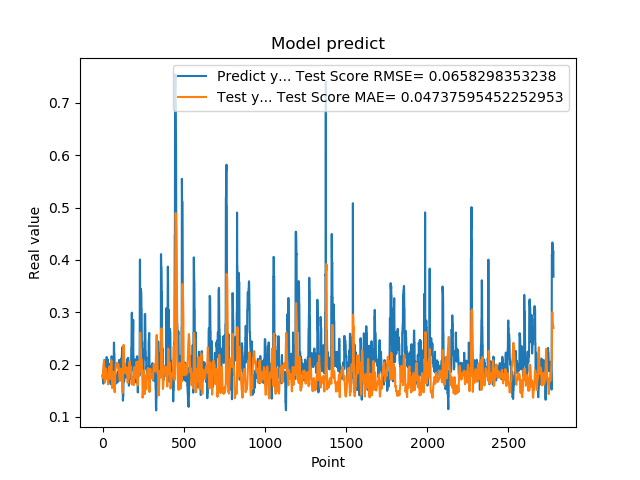 Model predict
Predict y... Test Score RMSE= 0.0658298353238
Test y... Test Score MAE= 0.04737595452252953
0.7
0.6
0.5
0.4
0.3
0.2
0.1
Real value
0 500 1000 1500 2000 2500
Point